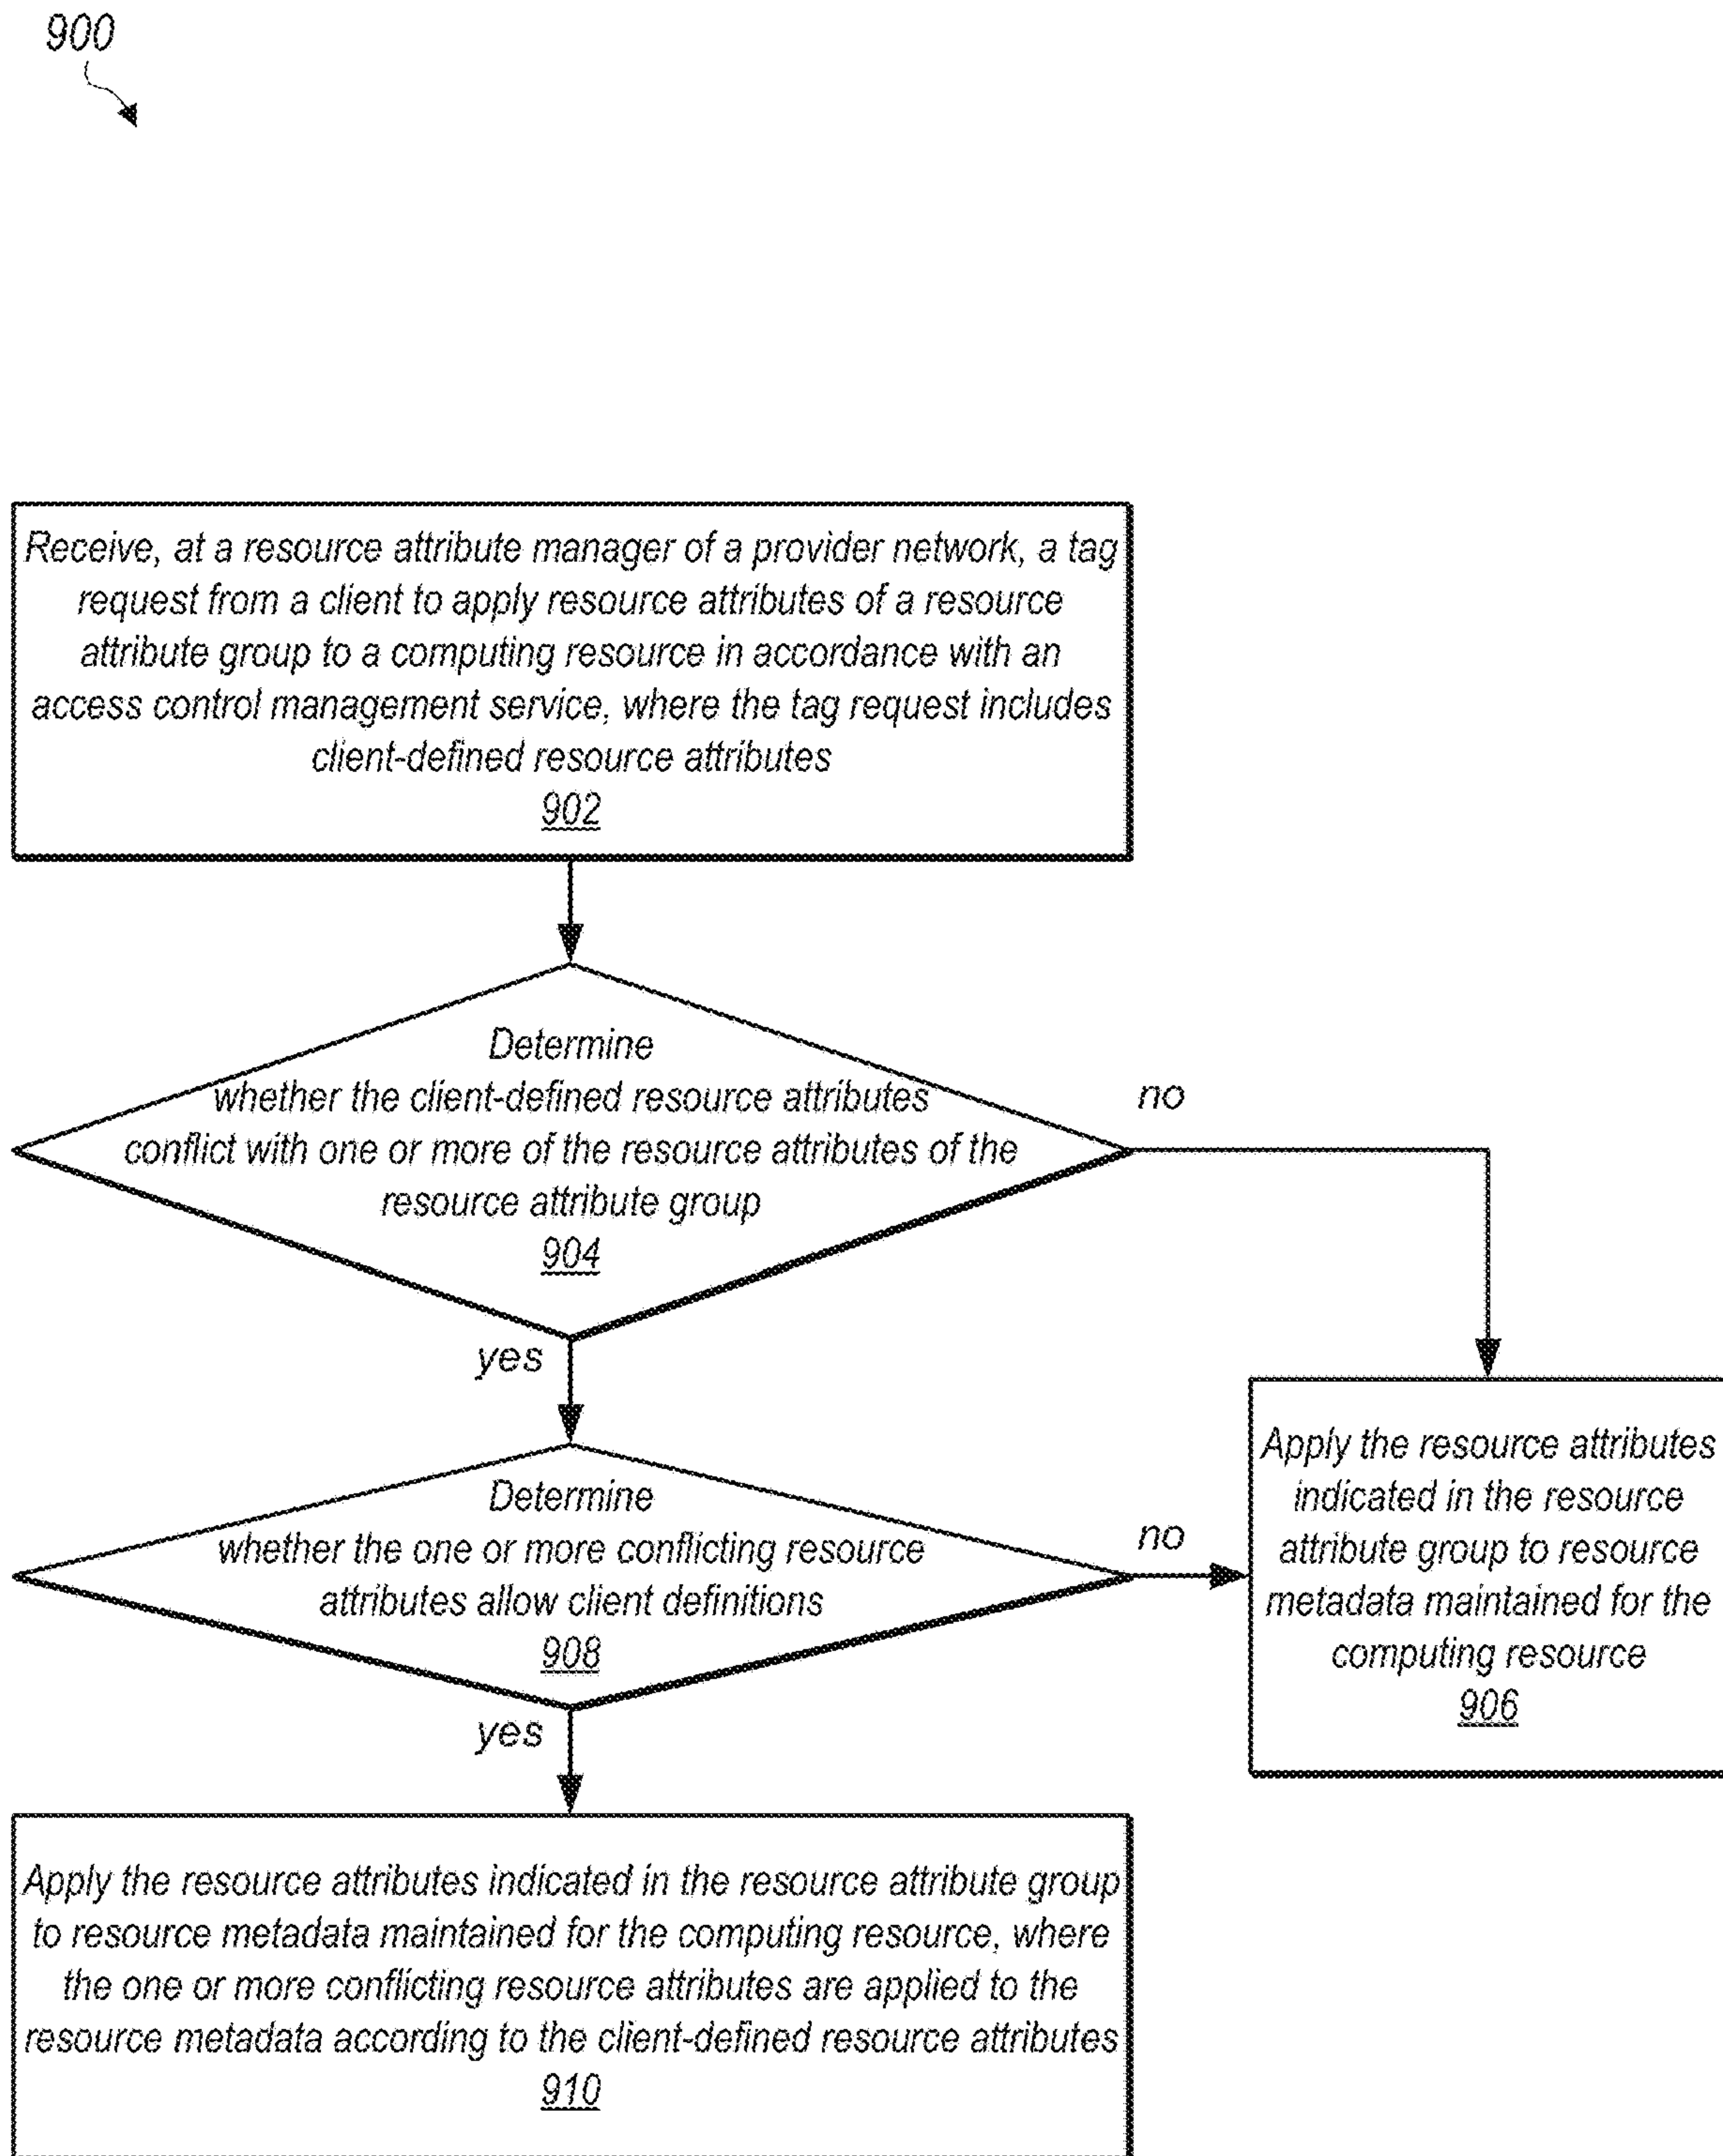 900
Receive, at a resource attribute manager of a provider network, a tag
request from a client to apply resource attributes of a resource
attribute group to a computing resource in accordance with an
access control management service, where the tag request includes
client-defined resource attributes
902
Determine
whether the client-defined resource attributes
conflict with one or more of the resource attributes of the
resource attribute group
904
no
yes
Determine
whether the one or more conflicting resource
attributes allow client definitions
908
no
yes
Apply the resource attributes
indicated in the resource
attribute group to resource
metadata maintained for the
computing resource
906
Apply the resource attributes indicated in the resource attribute group
to resource metadata maintained for the computing resource, where
the one or more conflicting resource attributes are applied to the
resource metadata according to the client-defined resource attributes
910